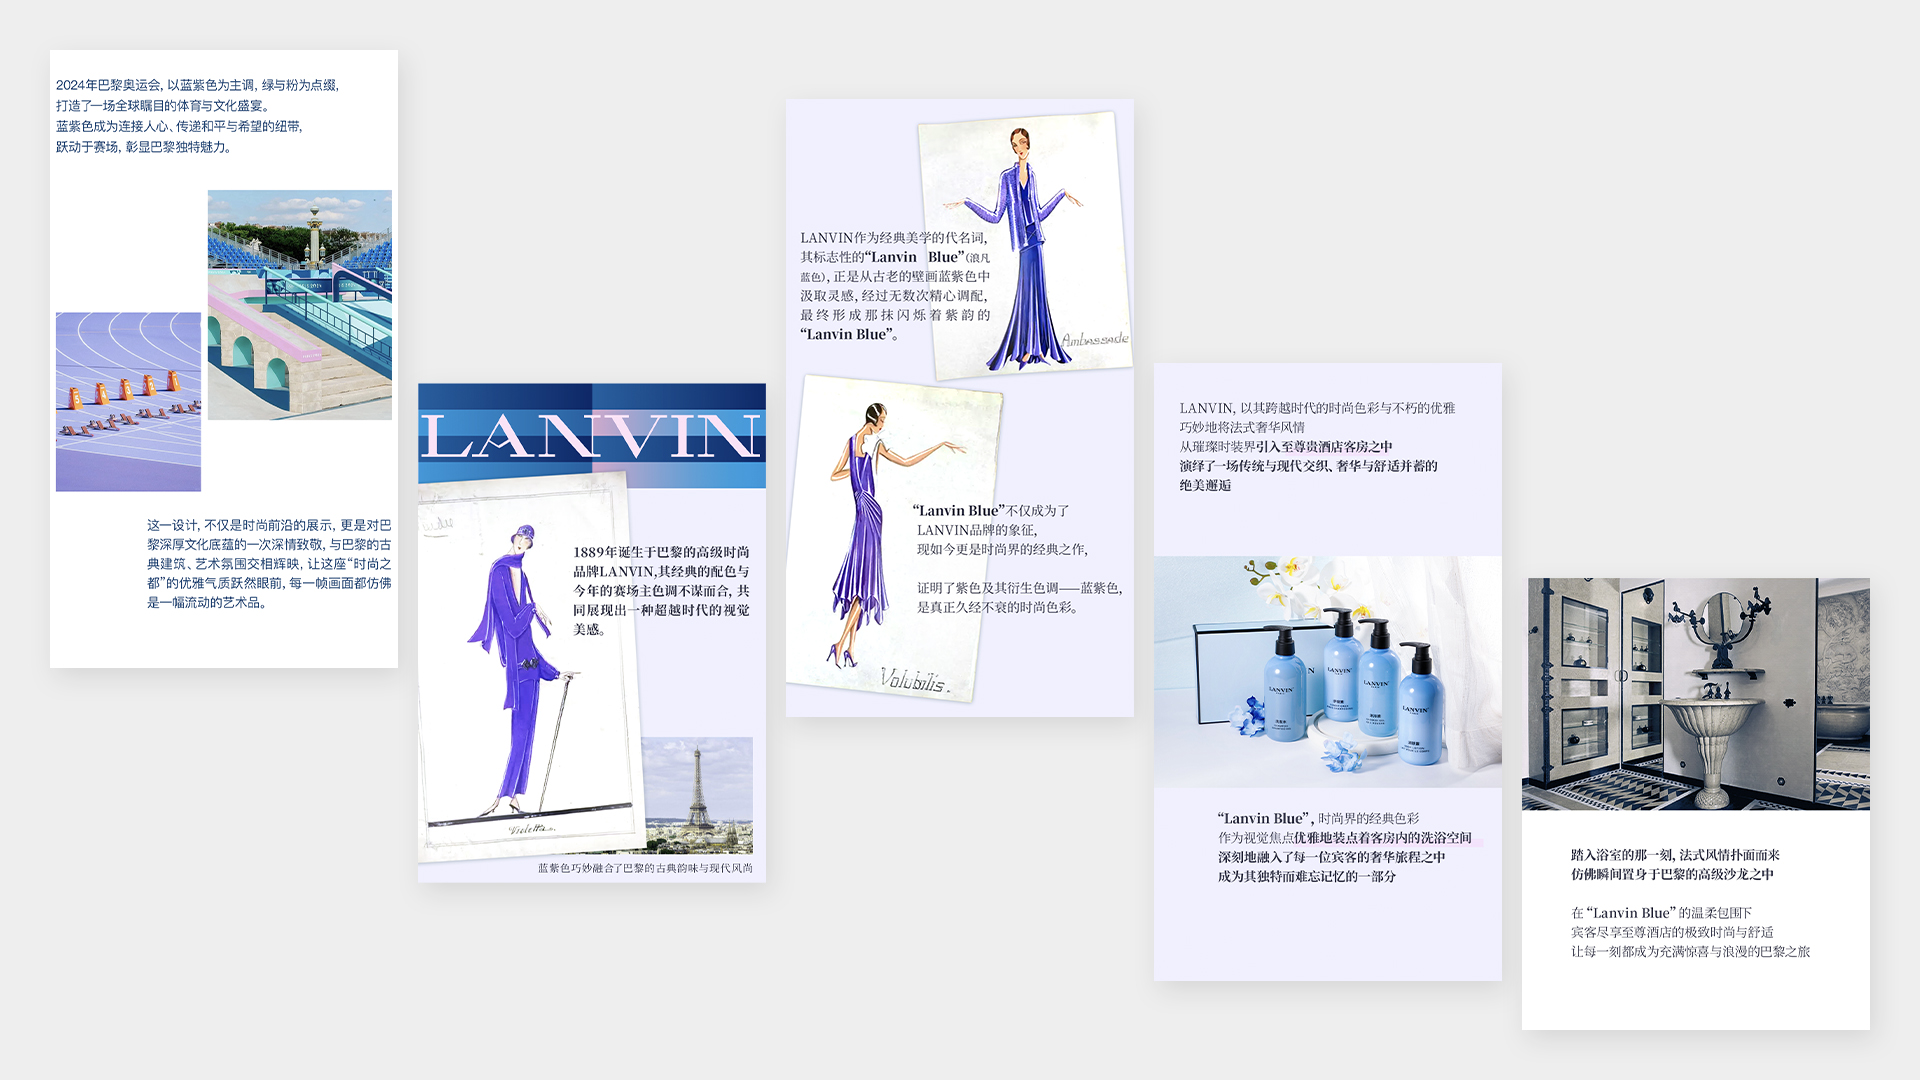 2024年巴黎奥运会, 以蓝紫色为主调, 绿与粉为点缀,
打造了一场全球瞩目的体育与文化盛宴。
蓝紫色成为连接人心、传递和平与希望的纽带,
跃动于赛场, 彰显巴黎独特魅力。
这一设计, 不仅是时尚前沿的展示, 更是对巴
黎深厚文化底蕴的一次深情致敬, 与巴黎的古
典建筑、艺术氛围交相辉映, 让这座“时尚之
都”的优雅气质跃然眼前, 每一帧画面都仿佛
是一幅流动的艺术品。
LANVIN
1889年诞生于巴黎的高级时尚
品牌LANVIN,其经典的配色与
今年的赛场主色调不谋而合, 共
同展现出一种超越时代的视觉
美感。
Violetta.
蓝紫色巧妙融合了巴黎的古典韵味与现代风尚
LANVIN作为经典美学的代名词,
其标志性的“Lanvin Blue”(浪凡
蓝色), 正是从古老的壁画蓝紫色中
汲取灵感, 经过无数次精心调配,
最终形成那抹闪烁着紫韵的
“Lanvin Blue”。
Ambassade
“Lanvin Blue”不仅成为了
LANVIN品牌的象征,
现如今更是时尚界的经典之作,
证明了紫色及其衍生色调——蓝紫色,
是真正久经不衰的时尚色彩。
Volubilis.
LANVIN, 以其跨越时代的时尚色彩与不朽的优雅
巧妙地将法式奢华风情
从璀璨时装界引入至尊贵酒店客房之中
演绎了一场传统与现代交织、奢华与舒适并蓄的
绝美邂逅
LANVIN
LANVIN
LANVIN
LANVIN
“Lanvin Blue”, 时尚界的经典色彩
作为视觉焦点优雅地装点着客房内的洗浴空间
深刻地融入了每一位宾客的奢华旅程之中
成为其独特而难忘记忆的一部分
踏入浴室的那一刻, 法式风情扑面而来
仿佛瞬间置身于巴黎的高级沙龙之中
在 “Lanvin Blue” 的温柔包围下
宾客尽享至尊酒店的极致时尚与舒适
让每一刻都成为充满惊喜与浪漫的巴黎之旅